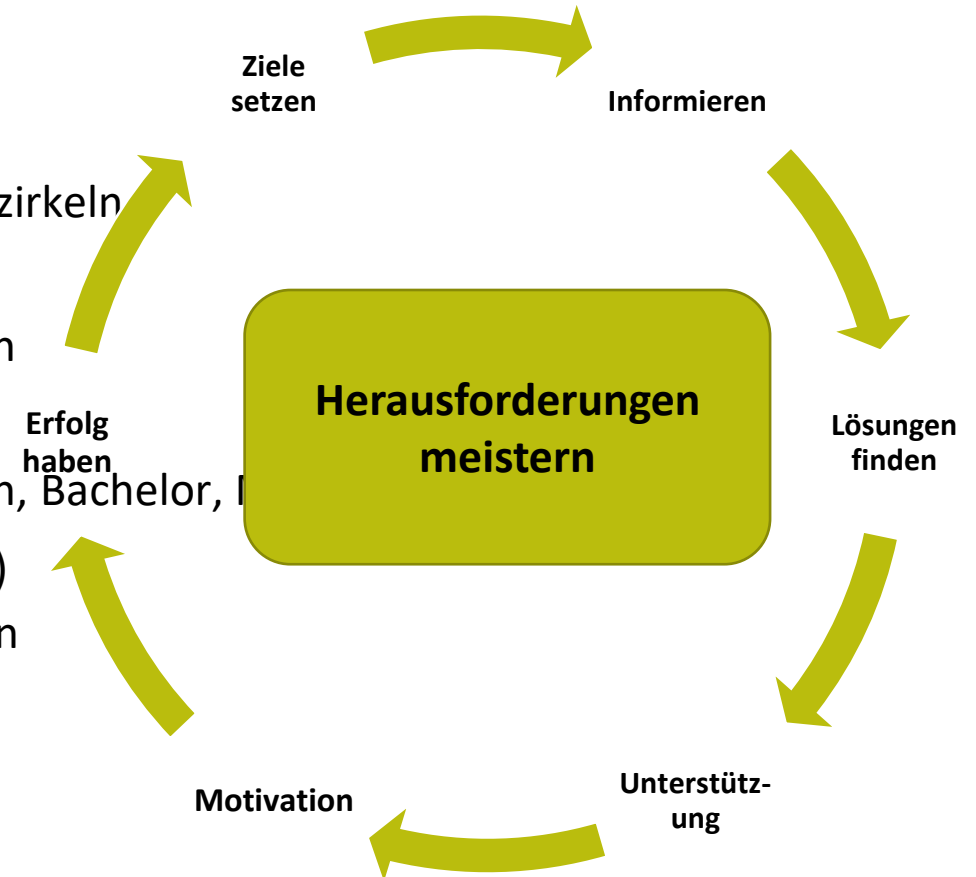 Ziele
setzen
Informieren
zirkeln
n
Herausforderungen
meistern
Erfolg
haben
Lösungen
finden
n, Bachelor,
)
n
Unterstütz-
ung
Motivation